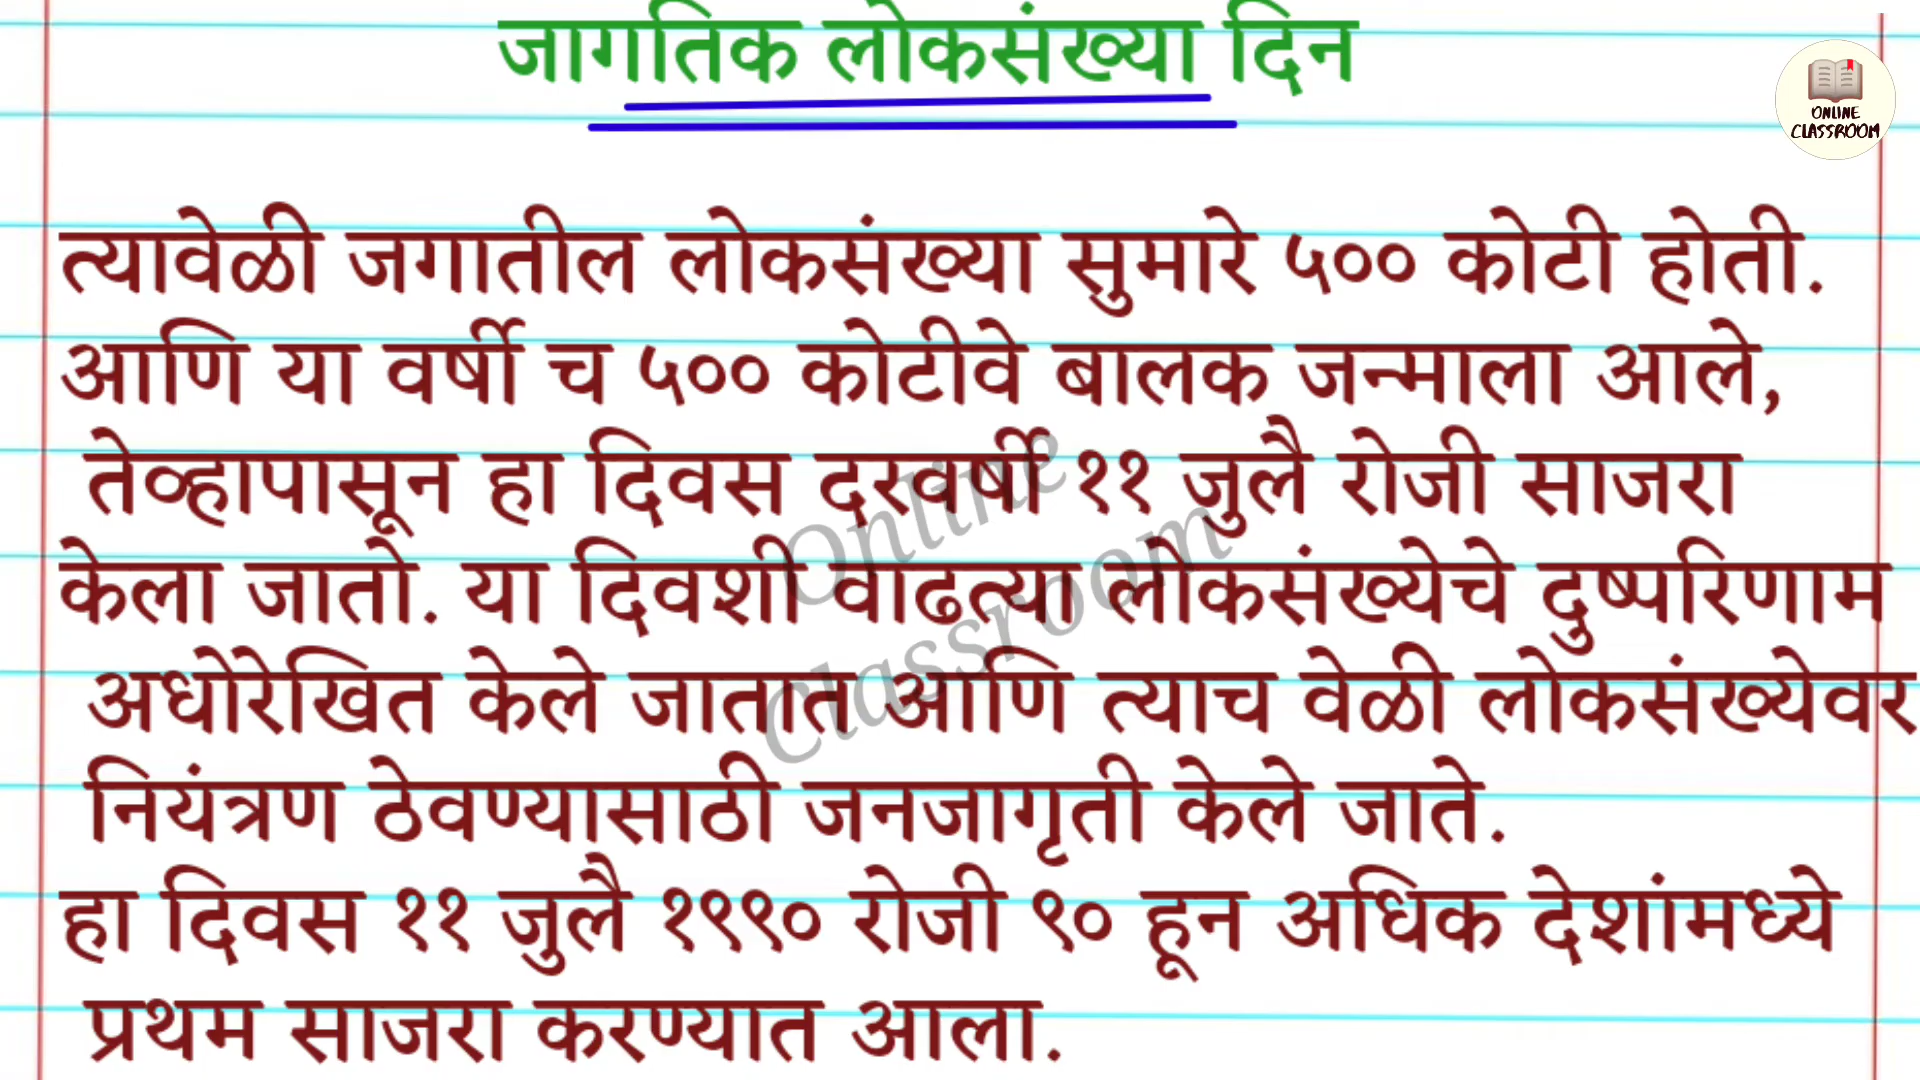 जागतिक लोकसंख्या दिन
ONLINE
CLASSROOM
त्यावेळी जगातील लोकसंख्या सुमारे ५०० कोटी होती.
आणि या वर्षी च ५०० कोटीवे बालक जन्माला आले,
तेव्हापासून हा दिवस दरवर्षी ११ जुलै रोजी साजरा
केला जातो. या दिवशी वाढत्या लोकसंख्येचे दुष्परिणाम
अधोरेखित केले जातात आणि त्याच वेळी लोकसंख्येवर
नियंत्रण ठेवण्यासाठी जनजागृती केले जाते.
हा दिवस ११ जुलै १९९० रोजी ९० हून अधिक देशांमध्ये
प्रथम साजरा करण्यात आला.
Online
Classroom